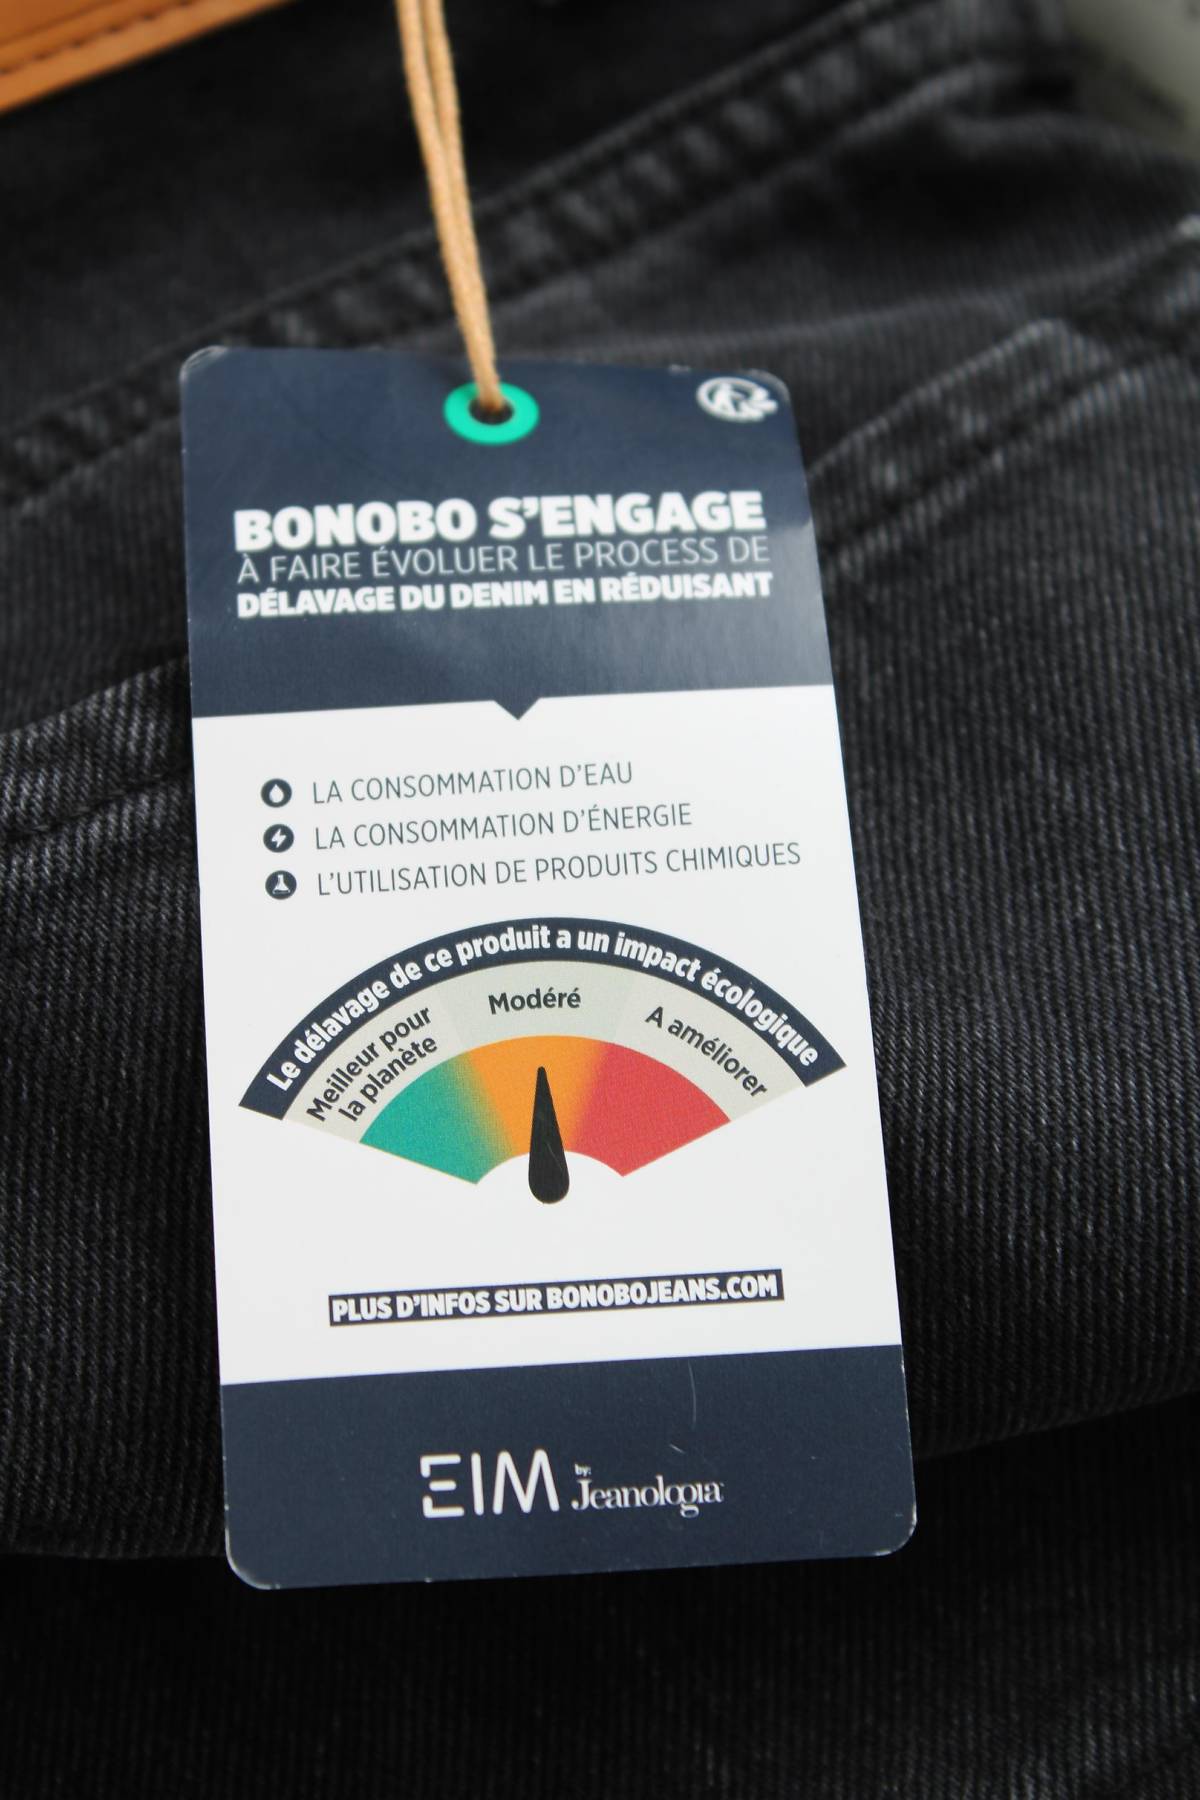 BONOBO S'ENGAGE
À FAIRE ÉVOLUER LE PROCESS DE
DÉLAVAGE DU DENIM EN RÉDUISANT
LA CONSOMMATION D'EAU
LA CONSOMMATION D'ÉNERGIE
L'UTILISATION DE PRODUITS CHIMIQUES
Le délavage de ce produit a un impact écologique
Meilleur pour
la planète
Modéré
A améliorer
PLUS D'INFOS SUR BONOBOJEANS.COM
EIM by: Jeanologia